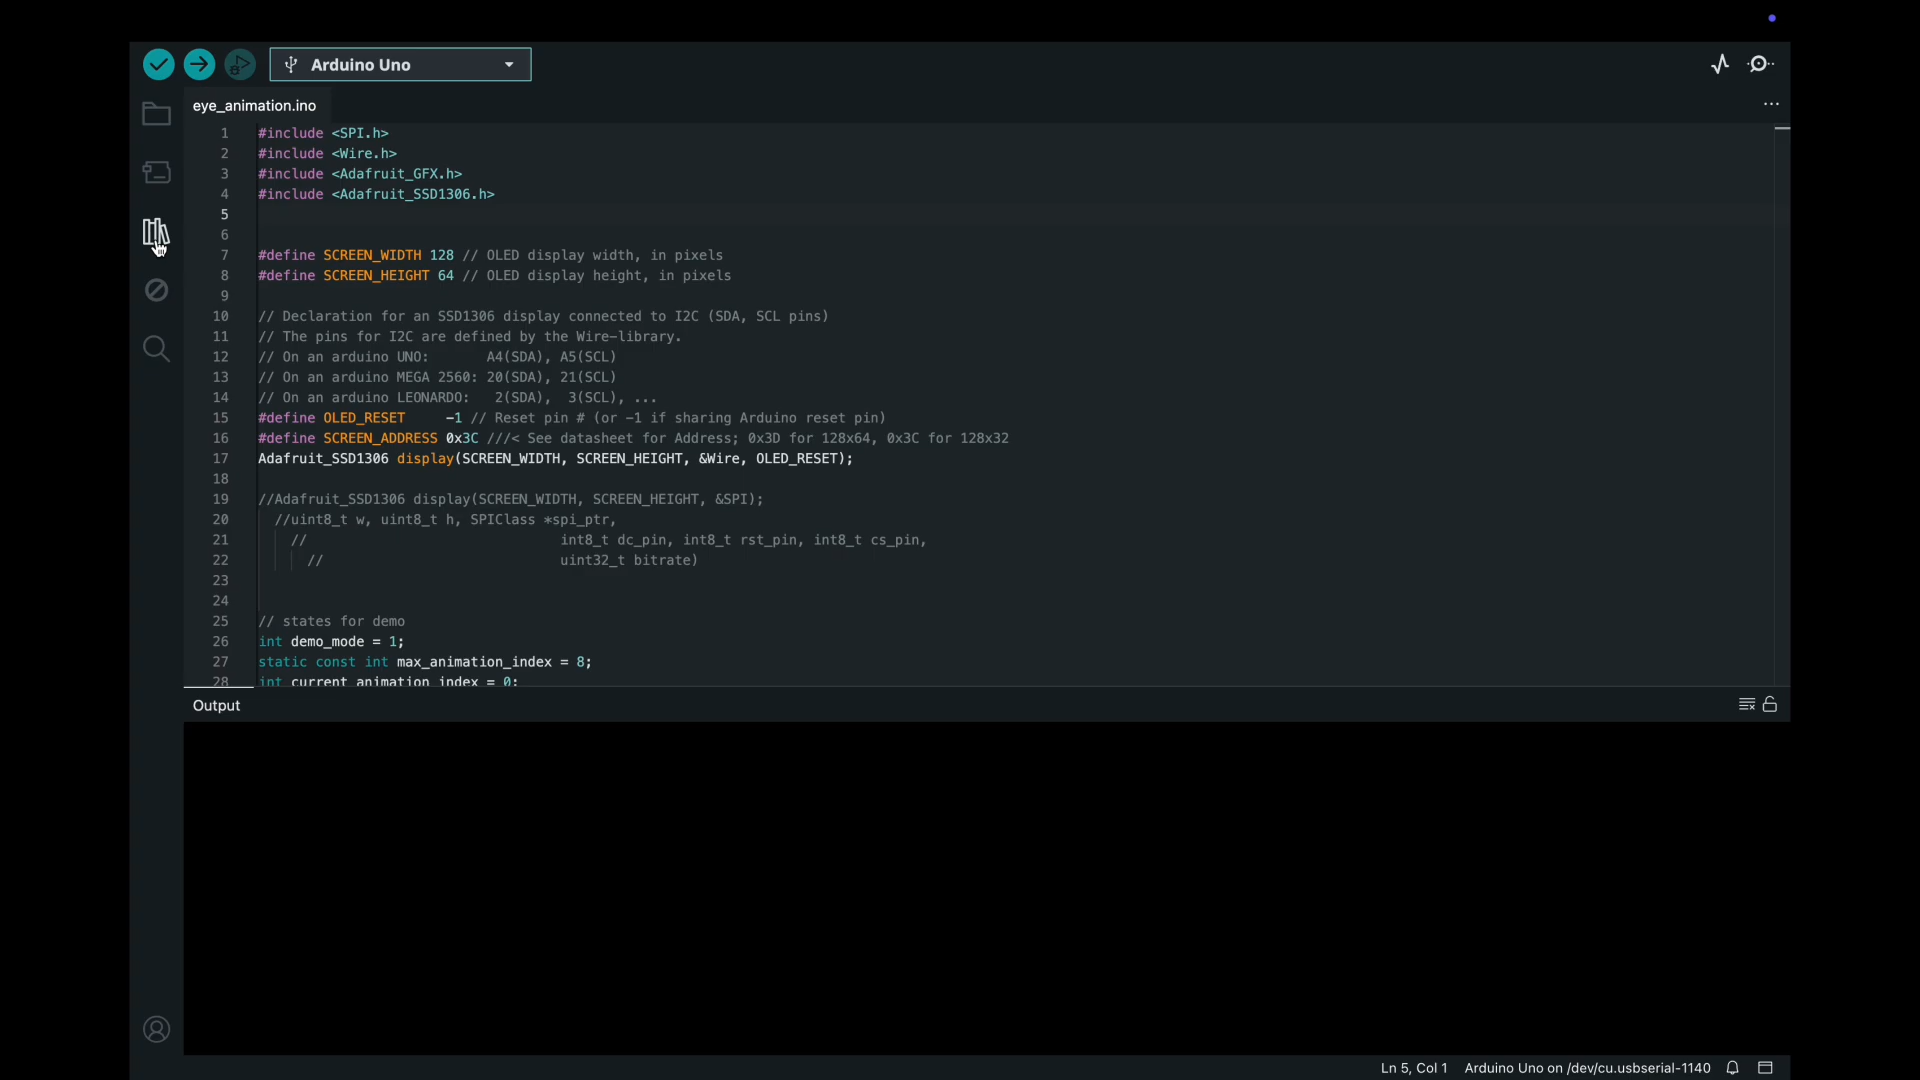 Arduino Uno
eye_animation.ino
1 #include <SPI.h>
2 #include <Wire.h>
3 #include <Adafruit_GFX.h>
4 #include <Adafruit_SSD1306.h>
5
6
7 #define SCREEN_WIDTH 128 // OLED display width, in pixels
8 #define SCREEN_HEIGHT 64 // OLED display height, in pixels
9
10 // Declaration for an SSD1306 display connected to I2C (SDA, SCL pins)
11 // The pins for I2C are defined by the Wire-library.
12 // On an arduino UNO:       A4(SDA), A5(SCL)
13 // On an arduino MEGA 2560: 20(SDA), 21(SCL)
14 // On an arduino LEONARDO:   2(SDA),  3(SCL), ...
15 #define OLED_RESET     -1 // Reset pin # (or -1 if sharing Arduino reset pin)
16 #define SCREEN_ADDRESS 0x3C ///< See datasheet for Address; 0x3D for 128x64, 0x3C for 128x32
17 Adafruit_SSD1306 display(SCREEN_WIDTH, SCREEN_HEIGHT, &Wire, OLED_RESET);
18
19 //Adafruit_SSD1306 display(SCREEN_WIDTH, SCREEN_HEIGHT, &SPI);
20   //uint8_t w, uint8_t h, SPIClass *spi_ptr,
21     //                               int8_t dc_pin, int8_t rst_pin, int8_t cs_pin,
22       //                             uint32_t bitrate)
23
24
25 // states for demo
26 int demo_mode = 1;
27 static const int max_animation_index = 8;
28 int current_animation_index = 0;
Output
Ln 5, Col 1 Arduino Uno on /dev/cu.usbserial-1140